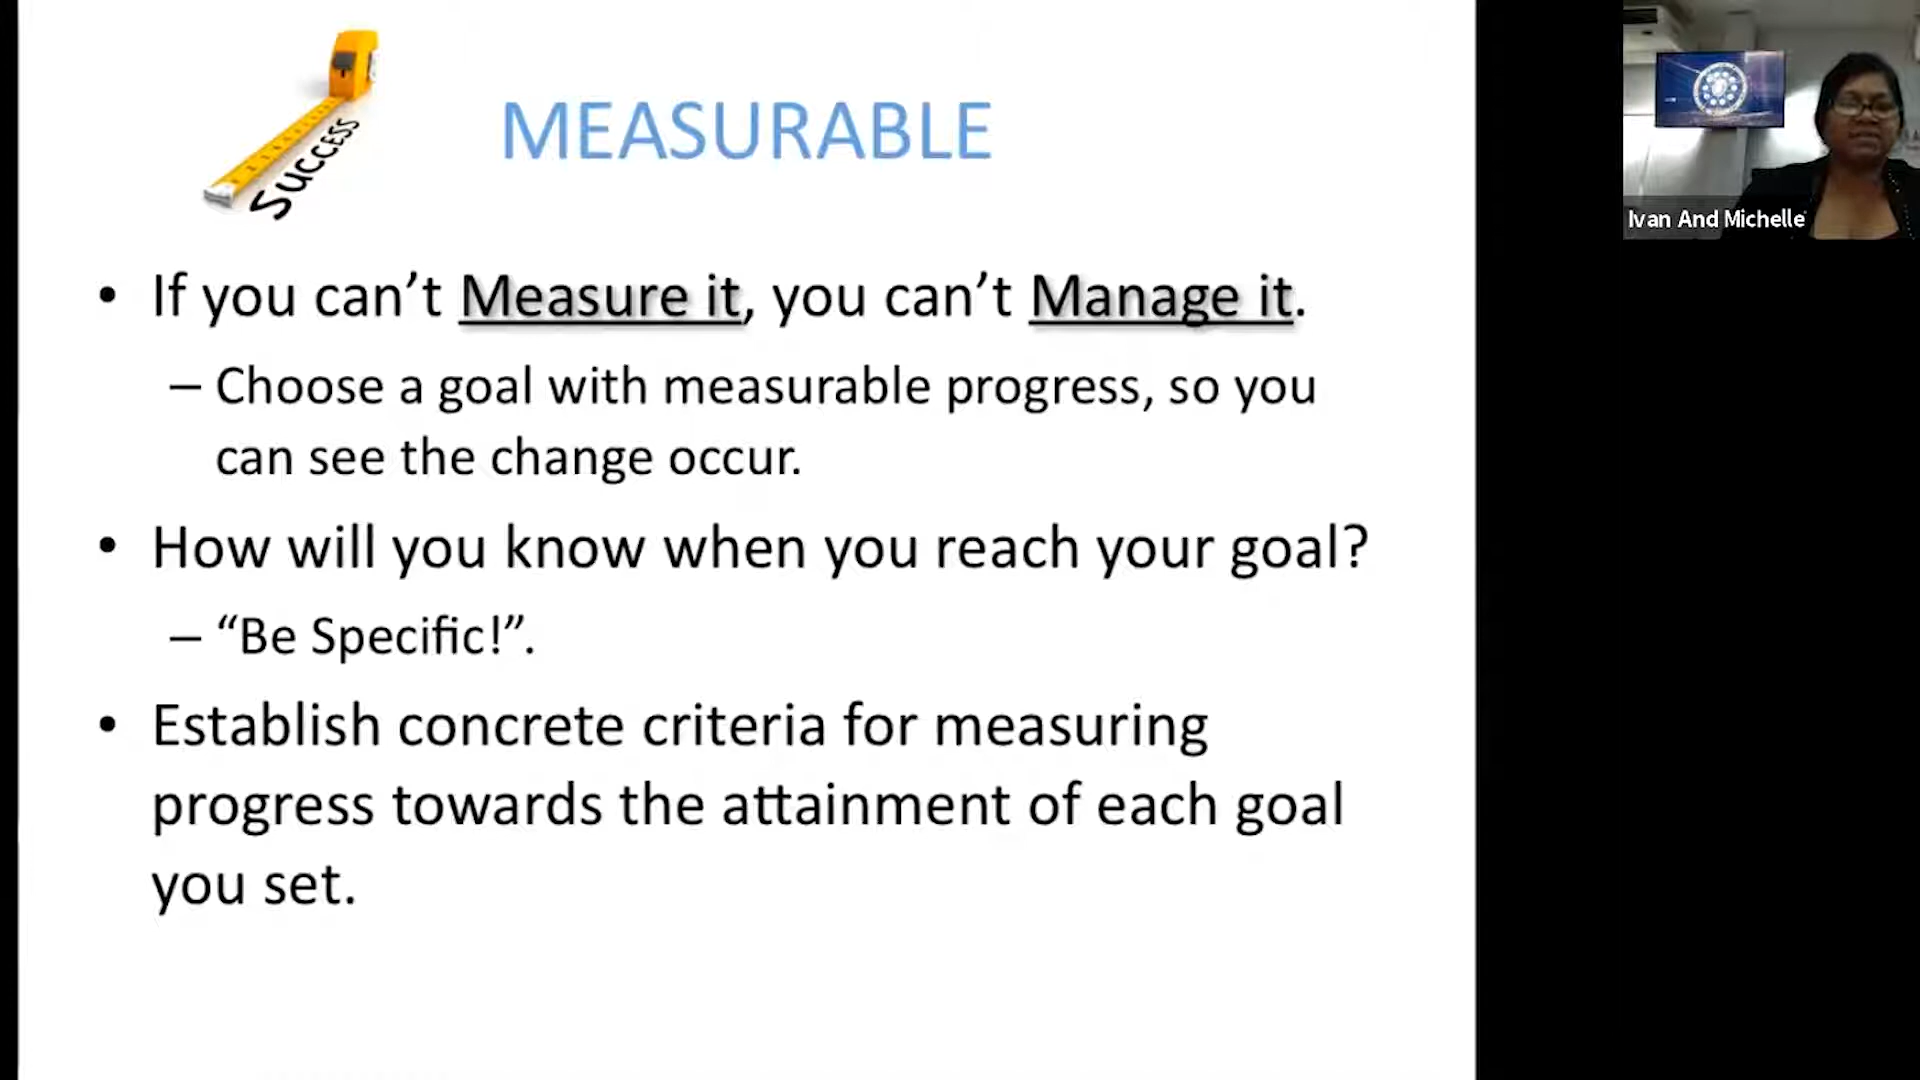 Success
MEASURABLE
• If you can’t Measure it, you can’t Manage it.
– Choose a goal with measurable progress, so you
can see the change occur.
• How will you know when you reach your goal?
– “Be Specific!”.
• Establish concrete criteria for measuring
progress towards the attainment of each goal
you set.
Ivan And Michelle